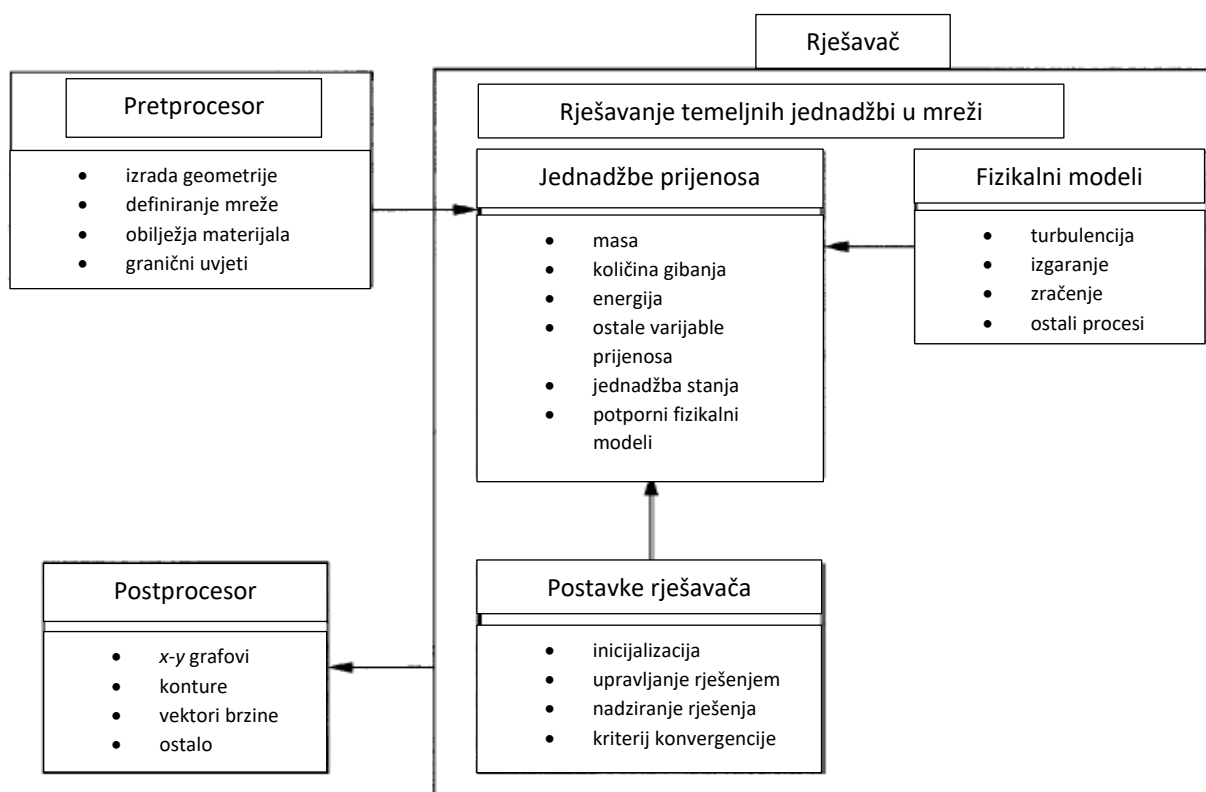 Rješavač
Pretprocesor
• izrada geometrije
• definiranje mreže
• obilježja materijala
• granični uvjeti
Rješavanje temeljnih jednadžbi u mreži
Jednadžbe prijenosa
• masa
• količina gibanja
• energija
• ostale varijable
prijenosa
• jednadžba stanja
• potporni fizikalni
modeli
Fizikalni modeli
• turbulencija
• izgaranje
• zračenje
• ostali procesi
Postprocesor
• x-y grafovi
• konture
• vektori brzine
• ostalo
Postavke rješavača
• inicijalizacija
• upravljanje rješenjem
• nadziranje rješenja
• kriterij konvergencije